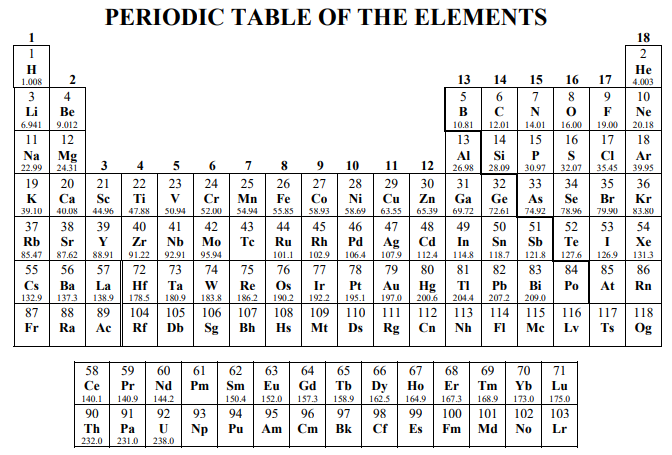 PERIODIC TABLE OF THE ELEMENTS
1 18
1 2
H He
1.008 2 13 14 15 16 17 4.003
3 4 5 6 7 8 9 10
Li Be B C N O F Ne
6.941 9.012 10.81 12.01 14.01 16.00 19.00 20.18
11 12 13 14 15 16 17 18
Na Mg Al Si P S Cl Ar
22.99 24.31 3 4 5 6 7 8 9 10 11 12 26.98 28.09 30.97 32.07 35.45 39.95
19 20 21 22 23 24 25 26 27 28 29 30 31 32 33 34 35 36
K Ca Sc Ti V Cr Mn Fe Co Ni Cu Zn Ga Ge As Se Br Kr
39.10 40.08 44.96 47.88 50.94 52.00 54.94 55.85 58.93 58.69 63.55 65.39 69.72 72.61 74.92 78.96 79.90 83.80
37 38 39 40 41 42 43 44 45 46 47 48 49 50 51 52 53 54
Rb Sr Y Zr Nb Mo Tc Ru Rh Pd Ag Cd In Sn Sb Te I Xe
85.47 87.62 88.91 91.22 92.91 95.94 101.1 102.9 106.4 107.9 112.4 114.8 118.7 121.8 127.6 126.9 131.3
55 56 57 72 73 74 75 76 77 78 79 80 81 82 83 84 85 86
Cs Ba La Hf Ta W Re Os Ir Pt Au Hg Tl Pb Bi Po At Rn
132.9 137.3 138.9 178.5 180.9 183.8 186.2 190.2 192.2 195.1 197.0 200.6 204.4 207.2 209.0
87 88 89 104 105 106 107 108 109 110 111 112 113 114 115 116 117 118
Fr Ra Ac Rf Db Sg Bh Hs Mt Ds Rg Cn Nh Fl Mc Lv Ts Og
58 59 60 61 62 63 64 65 66 67 68 69 70 71
Ce Pr Nd Pm Sm Eu Gd Tb Dy Ho Er Tm Yb Lu
140.1 140.9 144.2 150.4 152.0 157.3 158.9 162.5 164.9 167.3 168.9 173.0 175.0
90 91 92 93 94 95 96 97 98 99 100 101 102 103
Th Pa U Np Pu Am Cm Bk Cf Es Fm Md No Lr
232.0 231.0 238.0